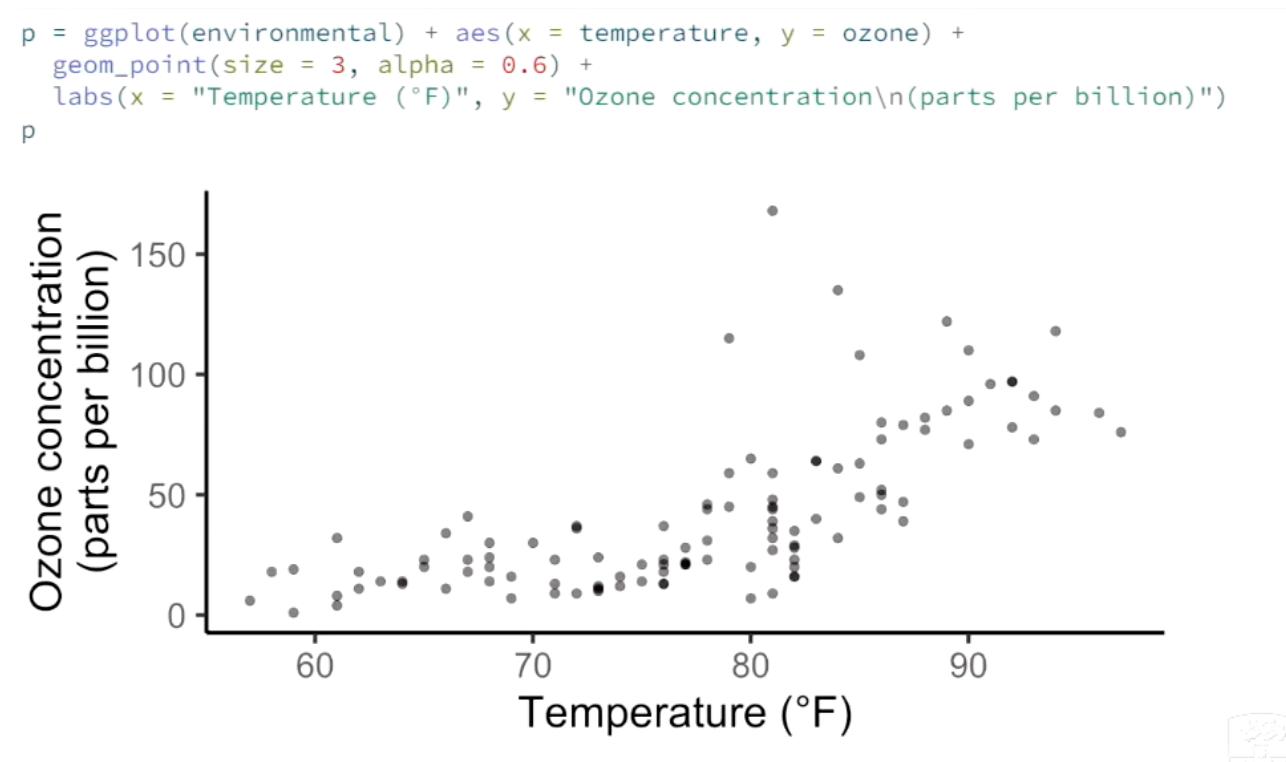 p = ggplot(environmental) + aes(x = temperature, y = ozone) +
  geom_point(size = 3, alpha = 0.6) +
  labs(x = "Temperature (°F)", y = "Ozone concentration\n(parts per billion)")
p
Ozone concentration
(parts per billion)
150
100
50
0
60 70 80 90
Temperature (°F)